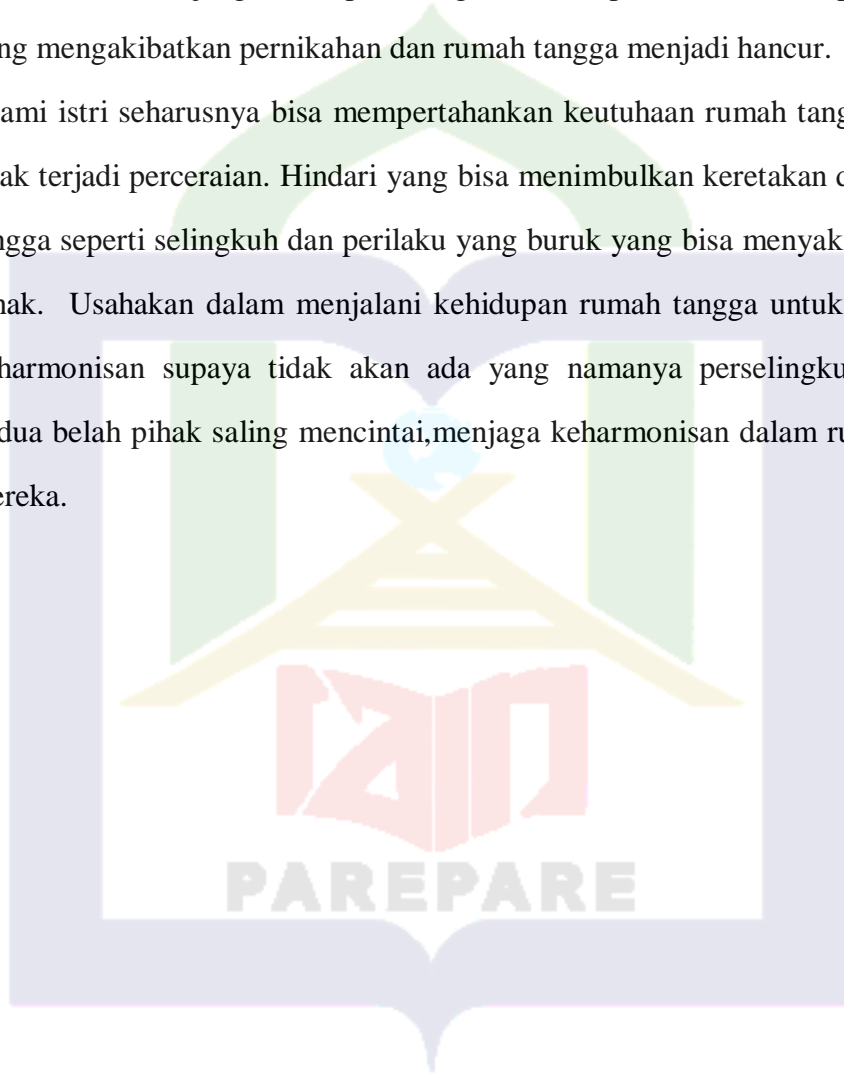 yang
ng mengakibatkan pernikahan dan rumah tangga menjadi hancur.
ami istri seharusnya bisa mempertahankan keutuhaan rumah tang
ak terjadi perceraian. Hindari yang bisa menimbulkan keretakan
ngga seperti selingkuh dan perilaku yang buruk yang bisa menyaki
hak. Usahakan dalam menjalani kehidupan rumah tangga untuk
harmonisan supaya tidak akan ada yang namanya perselingku
dua belah pihak saling mencintai,menjaga keharmonisan dalam ru
ereka.
iain
PAREPARE